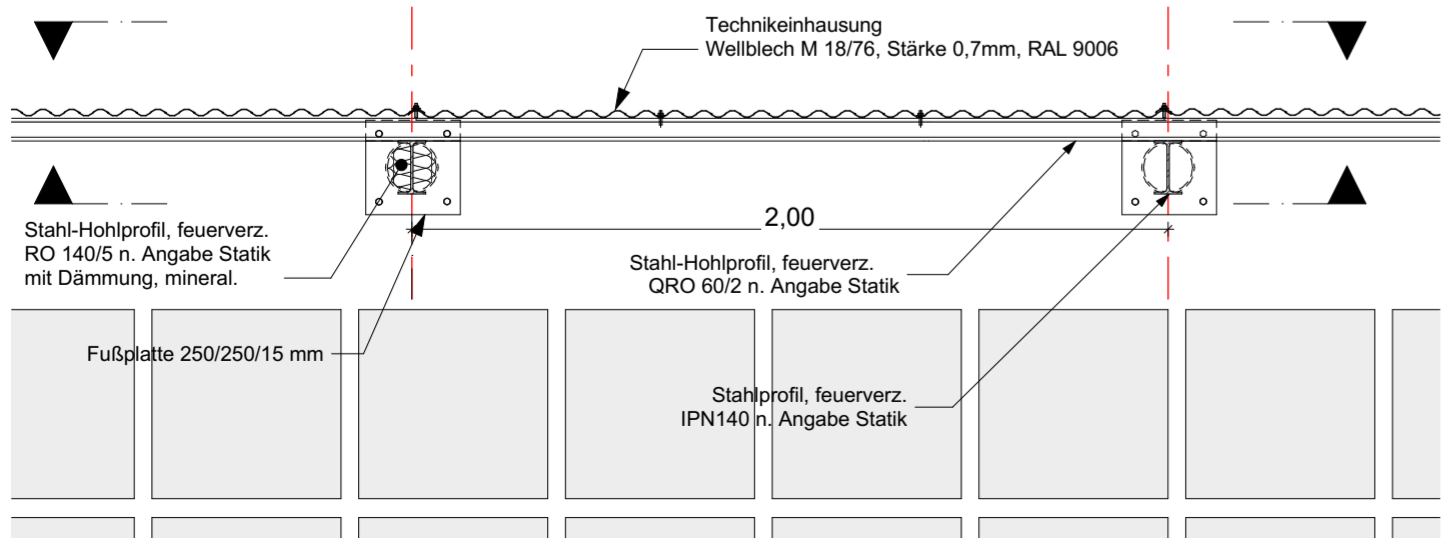 Technikeinhausung
Wellblech M 18/76, Stärke 0,7mm, RAL 9006
2,00
Stahl-Hohlprofil, feuerverz.
RO 140/5 n. Angabe Statik
mit Dämmung, mineral.
Stahl-Hohlprofil, feuerverz.
QRO 60/2 n. Angabe Statik
Fußplatte 250/250/15 mm
Stahlprofil, feuerverz.
IPN140 n. Angabe Statik